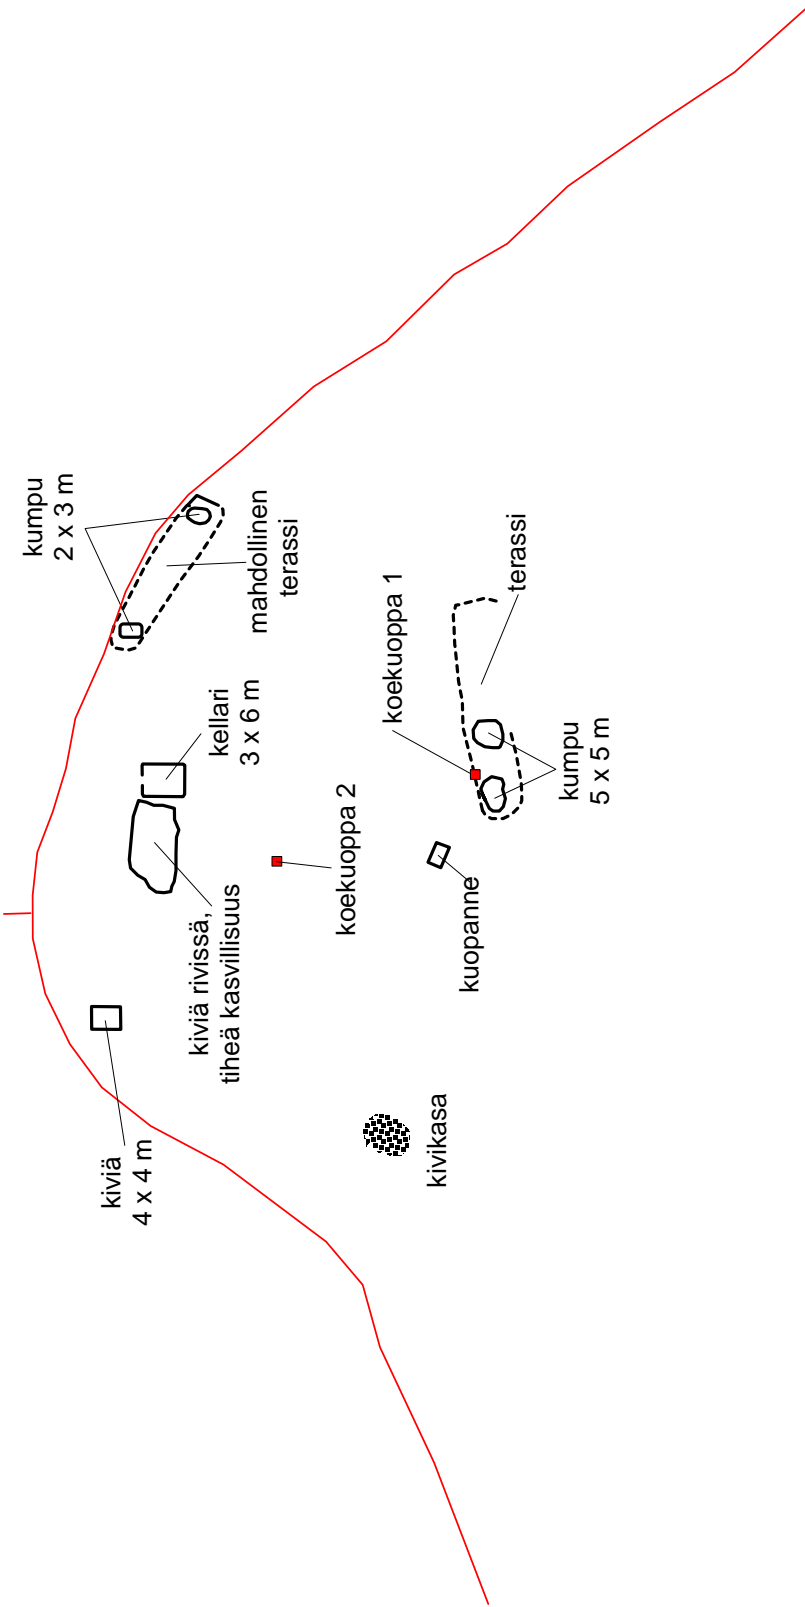 kumpu
2 x 3 m
mahdollinen
terassi
kellari
3 x 6 m
kiviä rivissä,
tiheä kasvillisuus
kiviä
4 x 4 m
koekuoppa 2
koekuoppa 1
terassi
kumpu
5 x 5 m
kuopanne
kivikasa